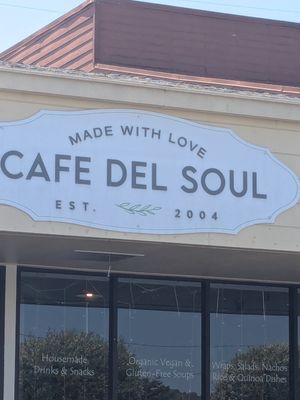 MADE WITH LOVE
CAFE DEL SOUL
EST. 2004
Housemade
Drinks & Snacks
Organic Vegan &
Gluten-Free Soups
Wraps, Salads, Nachos
Rice & Quinoa Dishes